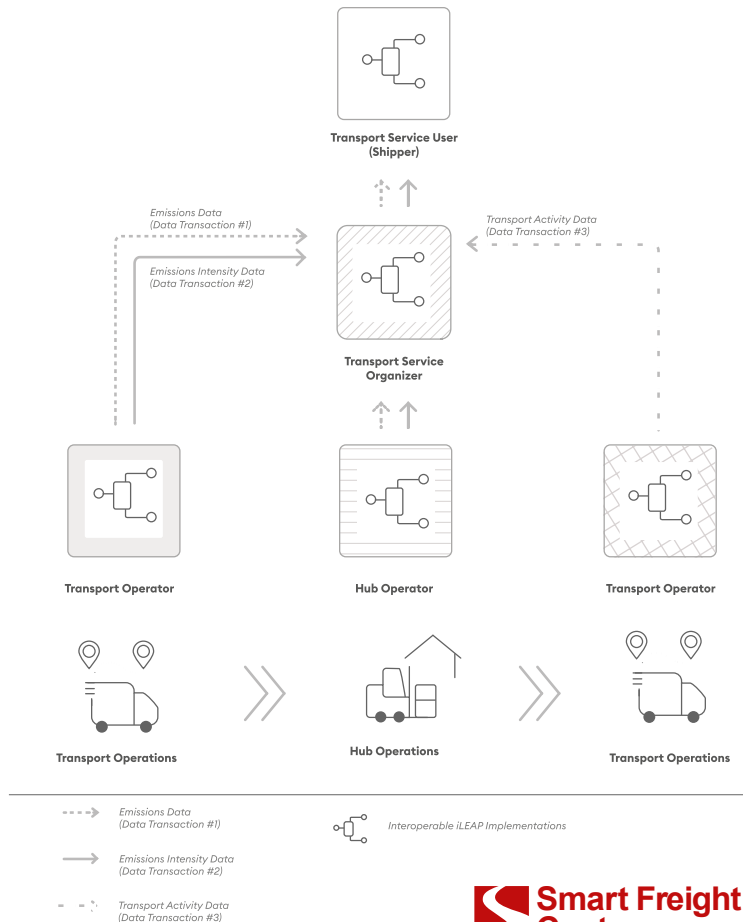 Transport Service User
(Shipper)
Emissions Data
(Data Transaction #1)
Transport Activity Data
(Data Transaction #3)
Emissions Intensity Data
(Data Transaction #2)
Transport Service
Organizer
Transport Operator
Hub Operator
Transport Operator
Transport Operations
Hub Operations
Transport Operations
Emissions Data
(Data Transaction #1)
Interoperable iLEAP Implementations
Emissions Intensity Data
(Data Transaction #2)
Transport Activity Data
(Data Transaction #3)
Smart Freight